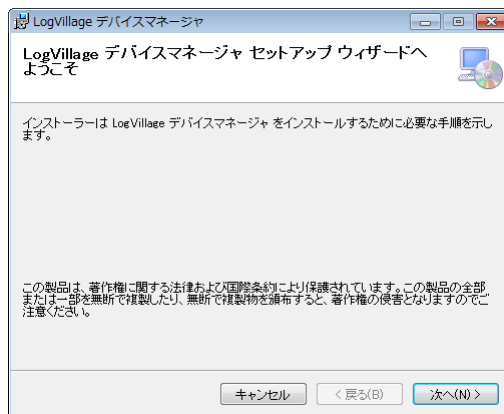 LogVillage デバイスマネージャ
LogVillage デバイスマネージャ セットアップ ウィザードへ
ようこそ
インストーラーは LogVillage デバイスマネージャ をインストールするために必要な手順を示し
ます。
この製品は、著作権に関する法律および国際条約により保護されています。この製品の全部
または一部を無断で複製したり、無断で複製物を頒布すると、著作権の侵害となりますのでご
注意ください。
キャンセル
< 戻る(B)
次へ(N) >